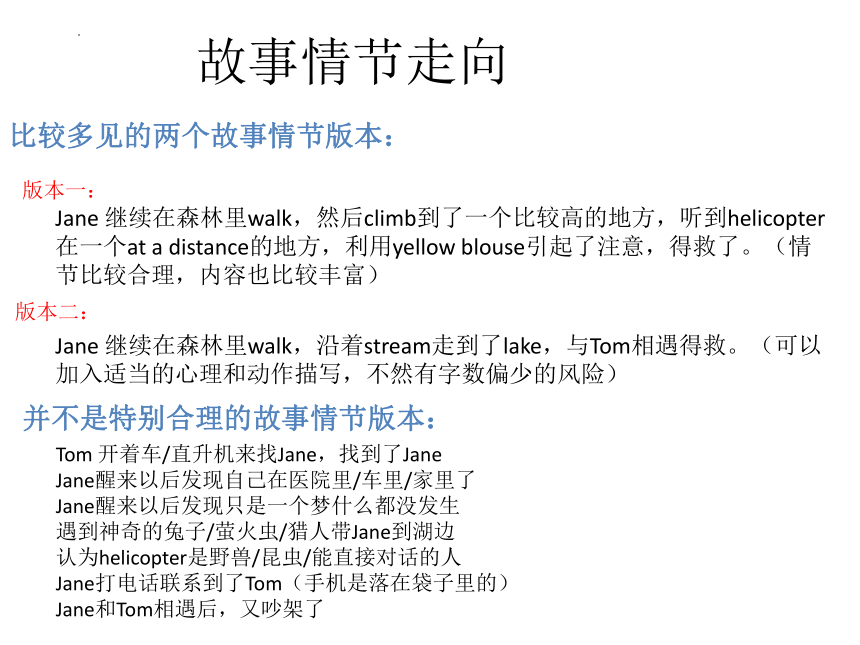 故事情节走向
比较多见的两个故事情节版本：
版本一：
Jane 继续在森林里walk，然后climb到了一个比较高的地方，听到helicopter
在一个at a distance的地方，利用yellow blouse引起了注意，得救了。（情
节比较合理，内容也比较丰富）
版本二：
Jane 继续在森林里walk，沿着stream走到了lake，与Tom相遇得救。（可以
加入适当的心理和动作描写，不然有字数偏少的风险）
并不是特别合理的故事情节版本：
Tom 开着车/直升机来找Jane，找到了Jane
Jane醒来以后发现自己在医院里/车里/家里了
Jane醒来以后发现只是一个梦什么都没发生
遇到神奇的兔子/萤火虫/猎人带Jane到湖边
认为helicopter是野兽/昆虫/能直接对话的人
Jane打电话联系到了Tom（手机是落在袋子里的）
Jane和Tom相遇后，又吵架了